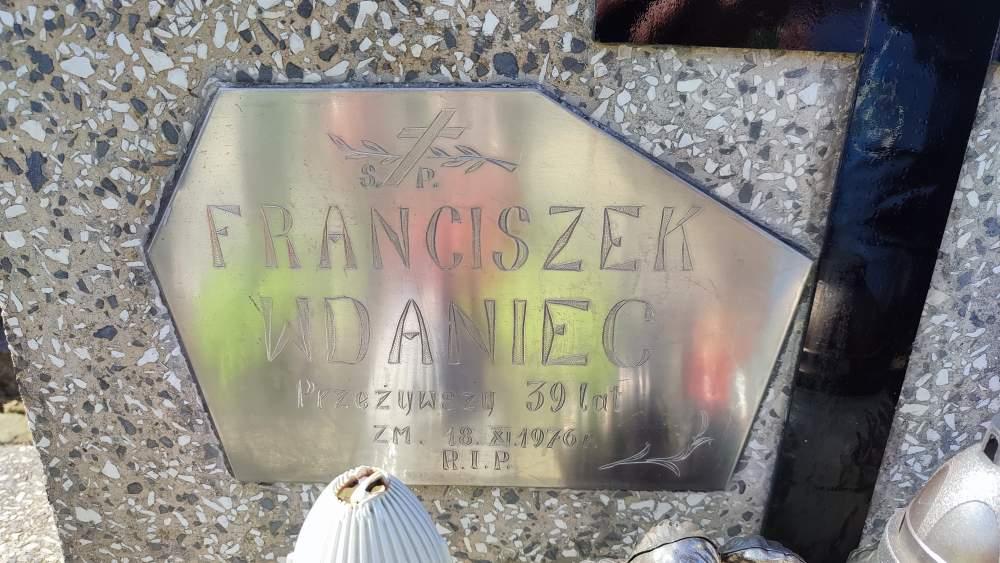 Ś. P.
FRANCISZEK
WDANIEC
Przeżywszy 39 lat
ZM. 18. XI. 1976 r.
R.I.P.